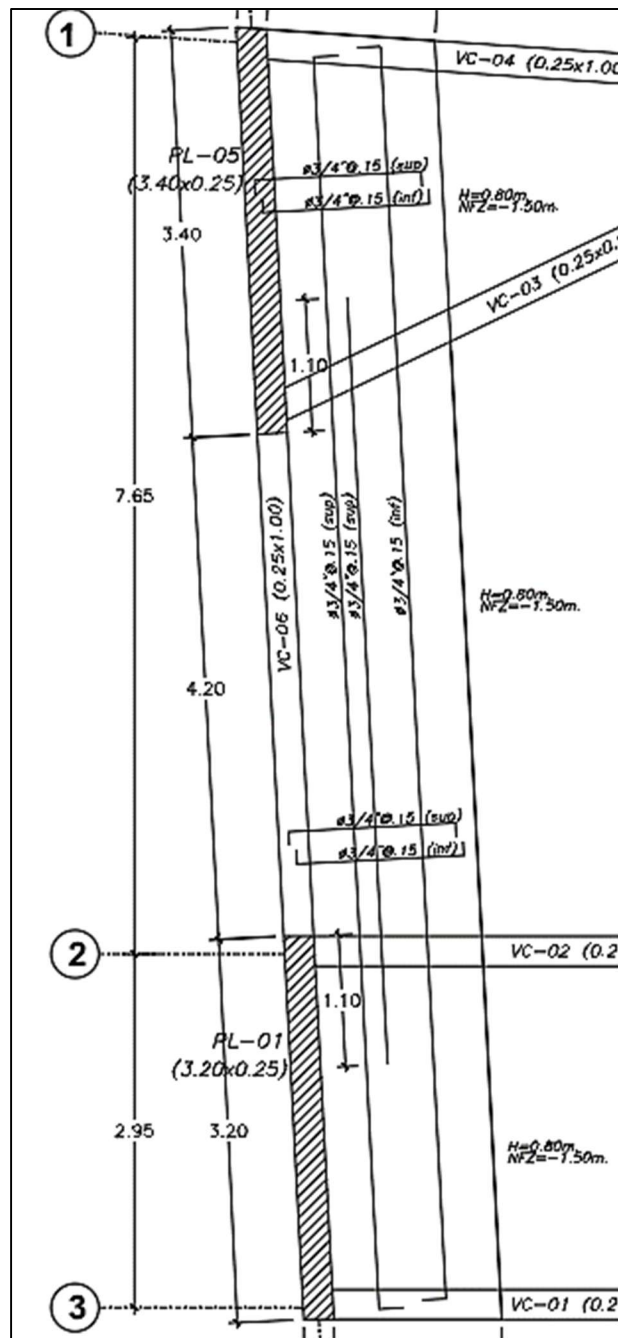 1
VC-04 (0.25x1.00
PL-05
(3.40x0.25)
ø3/4"@.15 (sup)
ø3/4"@.15 (inf)
H=0.80m.
NFZ=-1.50m.
3.40
VC-03 (0.25x0.
1.10
7.65
VC-06 (0.25x1.00)
ø3/4"@.15 (sup)
ø3/4"@.15 (sup)
ø3/4"@.15 (inf)
H=0.80m.
NFZ=-1.50m.
4.20
ø3/4"@.15 (sup)
ø3/4"@.15 (inf)
2
VC-02 (0.2
1.10
PL-01
(3.20x0.25)
2.95
3.20
H=0.80m.
NFZ=-1.50m.
3
VC-01 (0.2